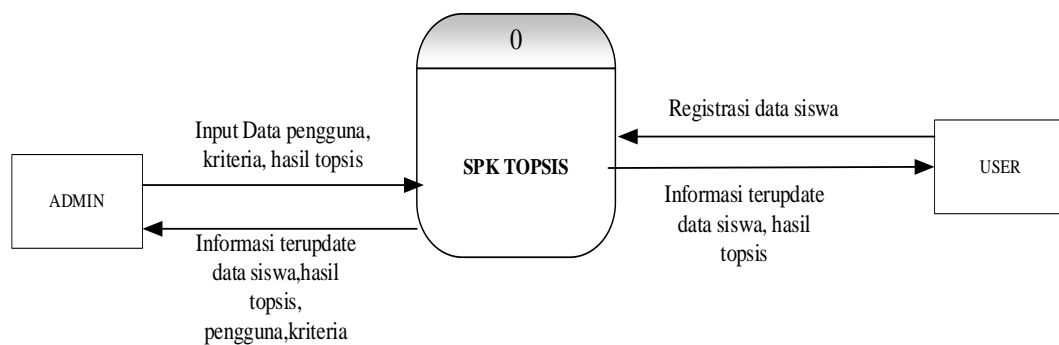 0
Registrasi data siswa
Input Data pengguna,
kriteria, hasil topsis
SPK TOPSIS
ADMIN
USER
Informasi terupdate
data siswa, hasil
topsis
Informasi terupdate
data siswa,hasil
topsis,
pengguna,kriteria